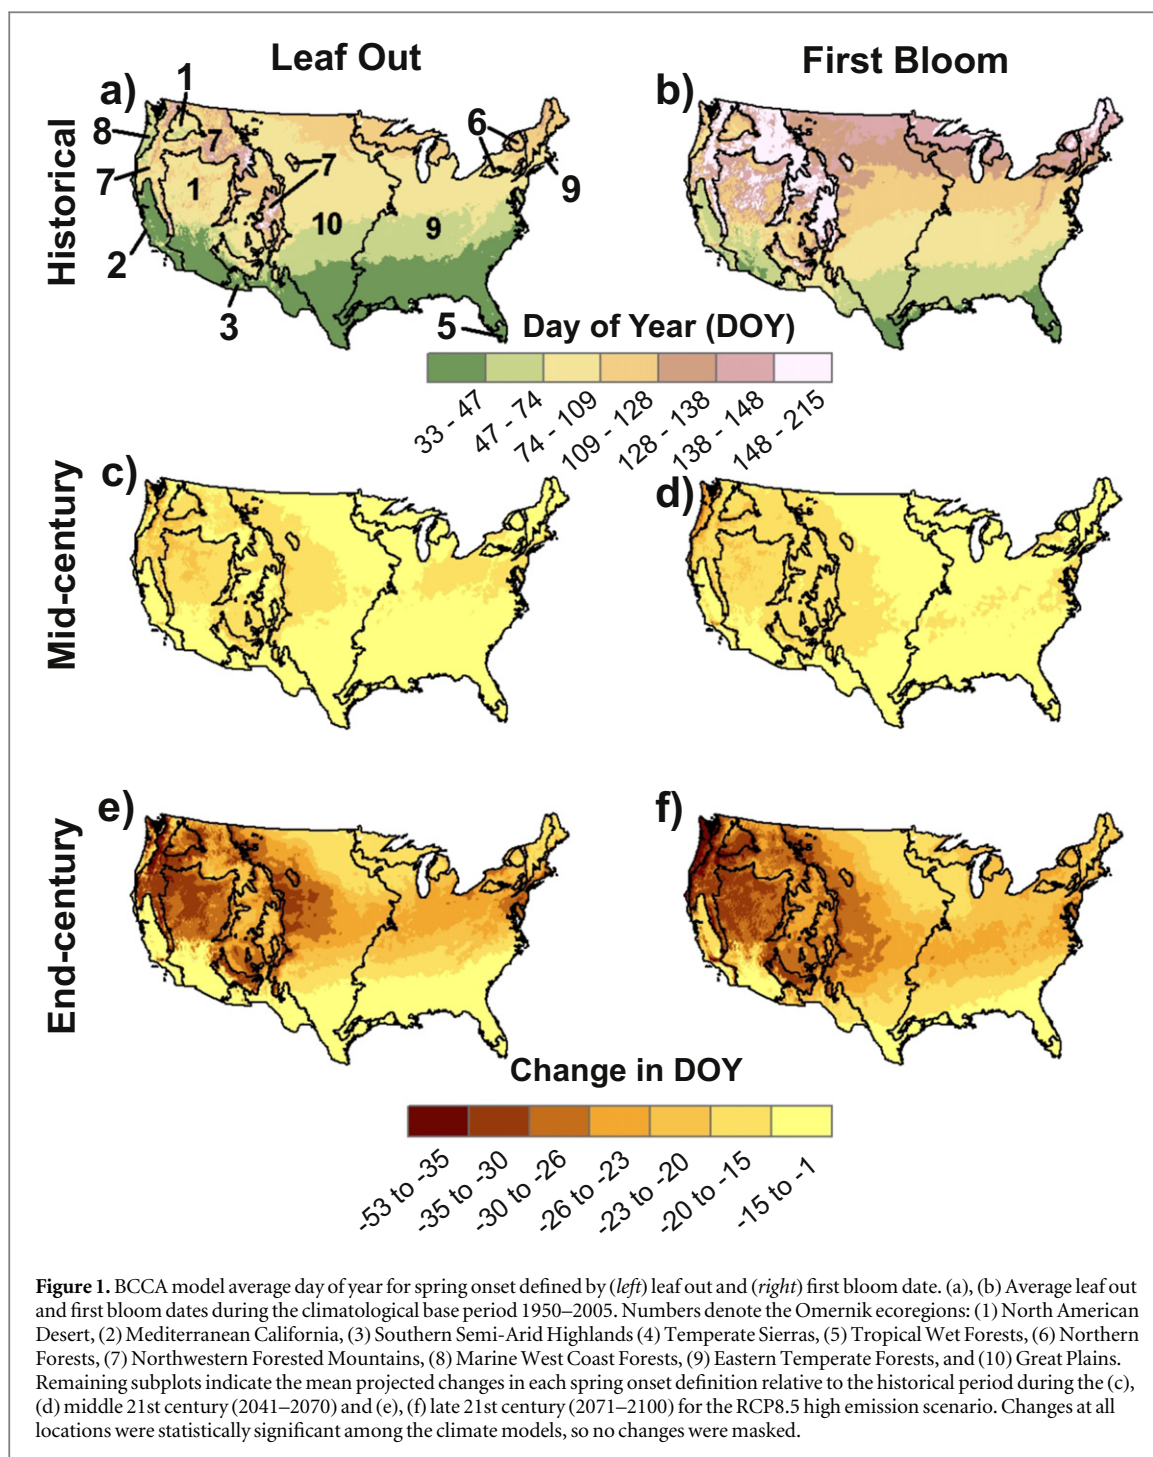 Leaf Out
First Bloom
Historical
a)
1
8
7
7
1
2
3
7
10
9
6
9
5
b)
Day of Year (DOY)
33 - 47
47 - 74
74 - 109
109 - 128
128 - 138
138 - 148
148 - 215
Mid-century
c)
d)
End-century
e)
f)
Change in DOY
-53 to -35
-35 to -30
-30 to -26
-26 to -23
-23 to -20
-20 to -15
-15 to -1
Figure 1. BCCA model average day of year for spring onset defined by (left) leaf out and (right) first bloom date. (a), (b) Average leaf out
and first bloom dates during the climatological base period 1950–2005. Numbers denote the Omernik ecoregions: (1) North American
Desert, (2) Mediterranean California, (3) Southern Semi-Arid Highlands (4) Temperate Sierras, (5) Tropical Wet Forests, (6) Northern
Forests, (7) Northwestern Forested Mountains, (8) Marine West Coast Forests, (9) Eastern Temperate Forests, and (10) Great Plains.
Remaining subplots indicate the mean projected changes in each spring onset definition relative to the historical period during the (c),
(d) middle 21st century (2041–2070) and (e), (f) late 21st century (2071–2100) for the RCP8.5 high emission scenario. Changes at all
locations were statistically significant among the climate models, so no changes were masked.